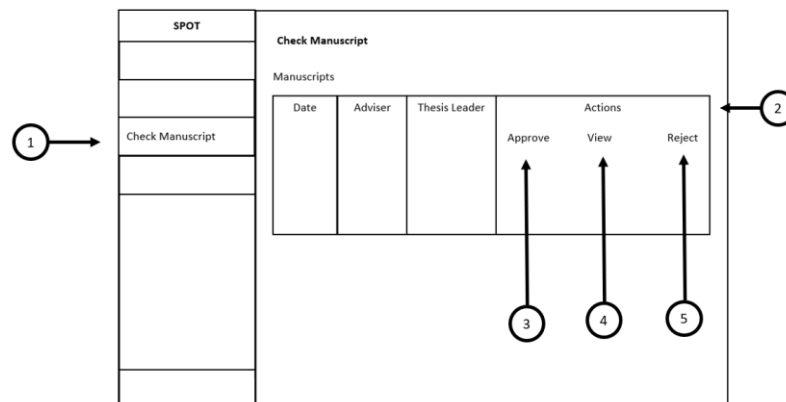 SPOT
Check Manuscript
Manuscripts
Date Adviser Thesis Leader Actions
2
Check Manuscript
Approve View Reject
1
3 4 5